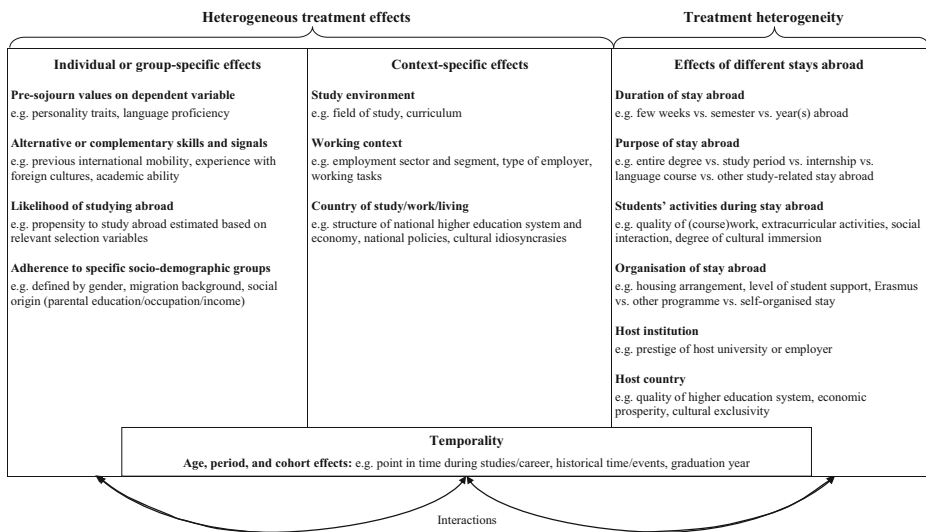 Heterogeneous treatment effects
Treatment heterogeneity
Individual or group-specific effects
Pre-sojourn values on dependent variable
e.g. personality traits, language proficiency
Alternative or complementary skills and signals
e.g. previous international mobility, experience with
foreign cultures, academic ability
Likelihood of studying abroad
e.g. propensity to study abroad estimated based on
relevant selection variables
Adherence to specific socio-demographic groups
e.g. defined by gender, migration background, social
origin (parental education/occupation/income)
Context-specific effects
Study environment
e.g. field of study, curriculum
Working context
e.g. employment sector and segment, type of employer,
working tasks
Country of study/work/living
e.g. structure of national higher education system and
economy, national policies, cultural idiosyncrasies
Effects of different stays abroad
Duration of stay abroad
e.g. few weeks vs. semester vs. year(s) abroad
Purpose of stay abroad
e.g. entire degree vs. study period vs. internship vs.
language course vs. other study-related stay abroad
Students' activities during stay abroad
e.g. quality of (course)work, extracurricular activities, social
interaction, degree of cultural immersion
Organisation of stay abroad
e.g. housing arrangement, level of student support, Erasmus
vs. other programme vs. self-organised stay
Host institution
e.g. prestige of host university or employer
Host country
e.g. quality of higher education system, economic
prosperity, cultural exclusivity
Temporality
Age, period, and cohort effects: e.g. point in time during studies/career, historical time/events, graduation year
Interactions